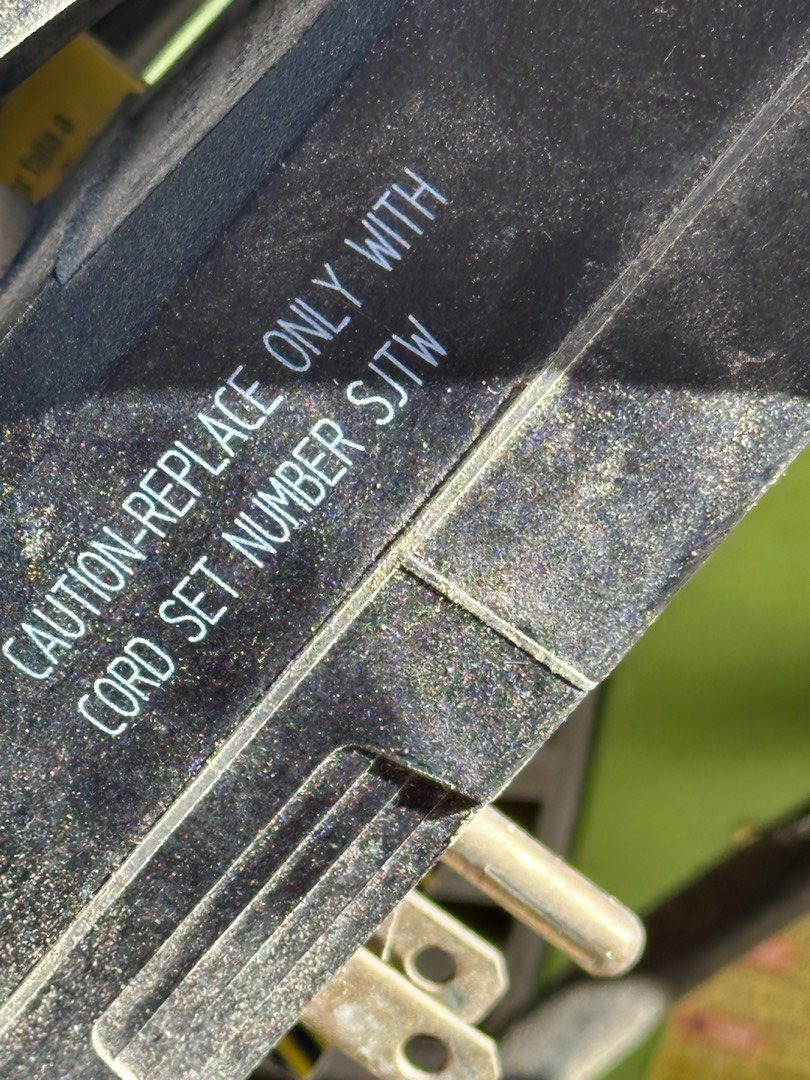 CAUTION-REPLACE ONLY WITH
CORD SET NUMBER SJTW